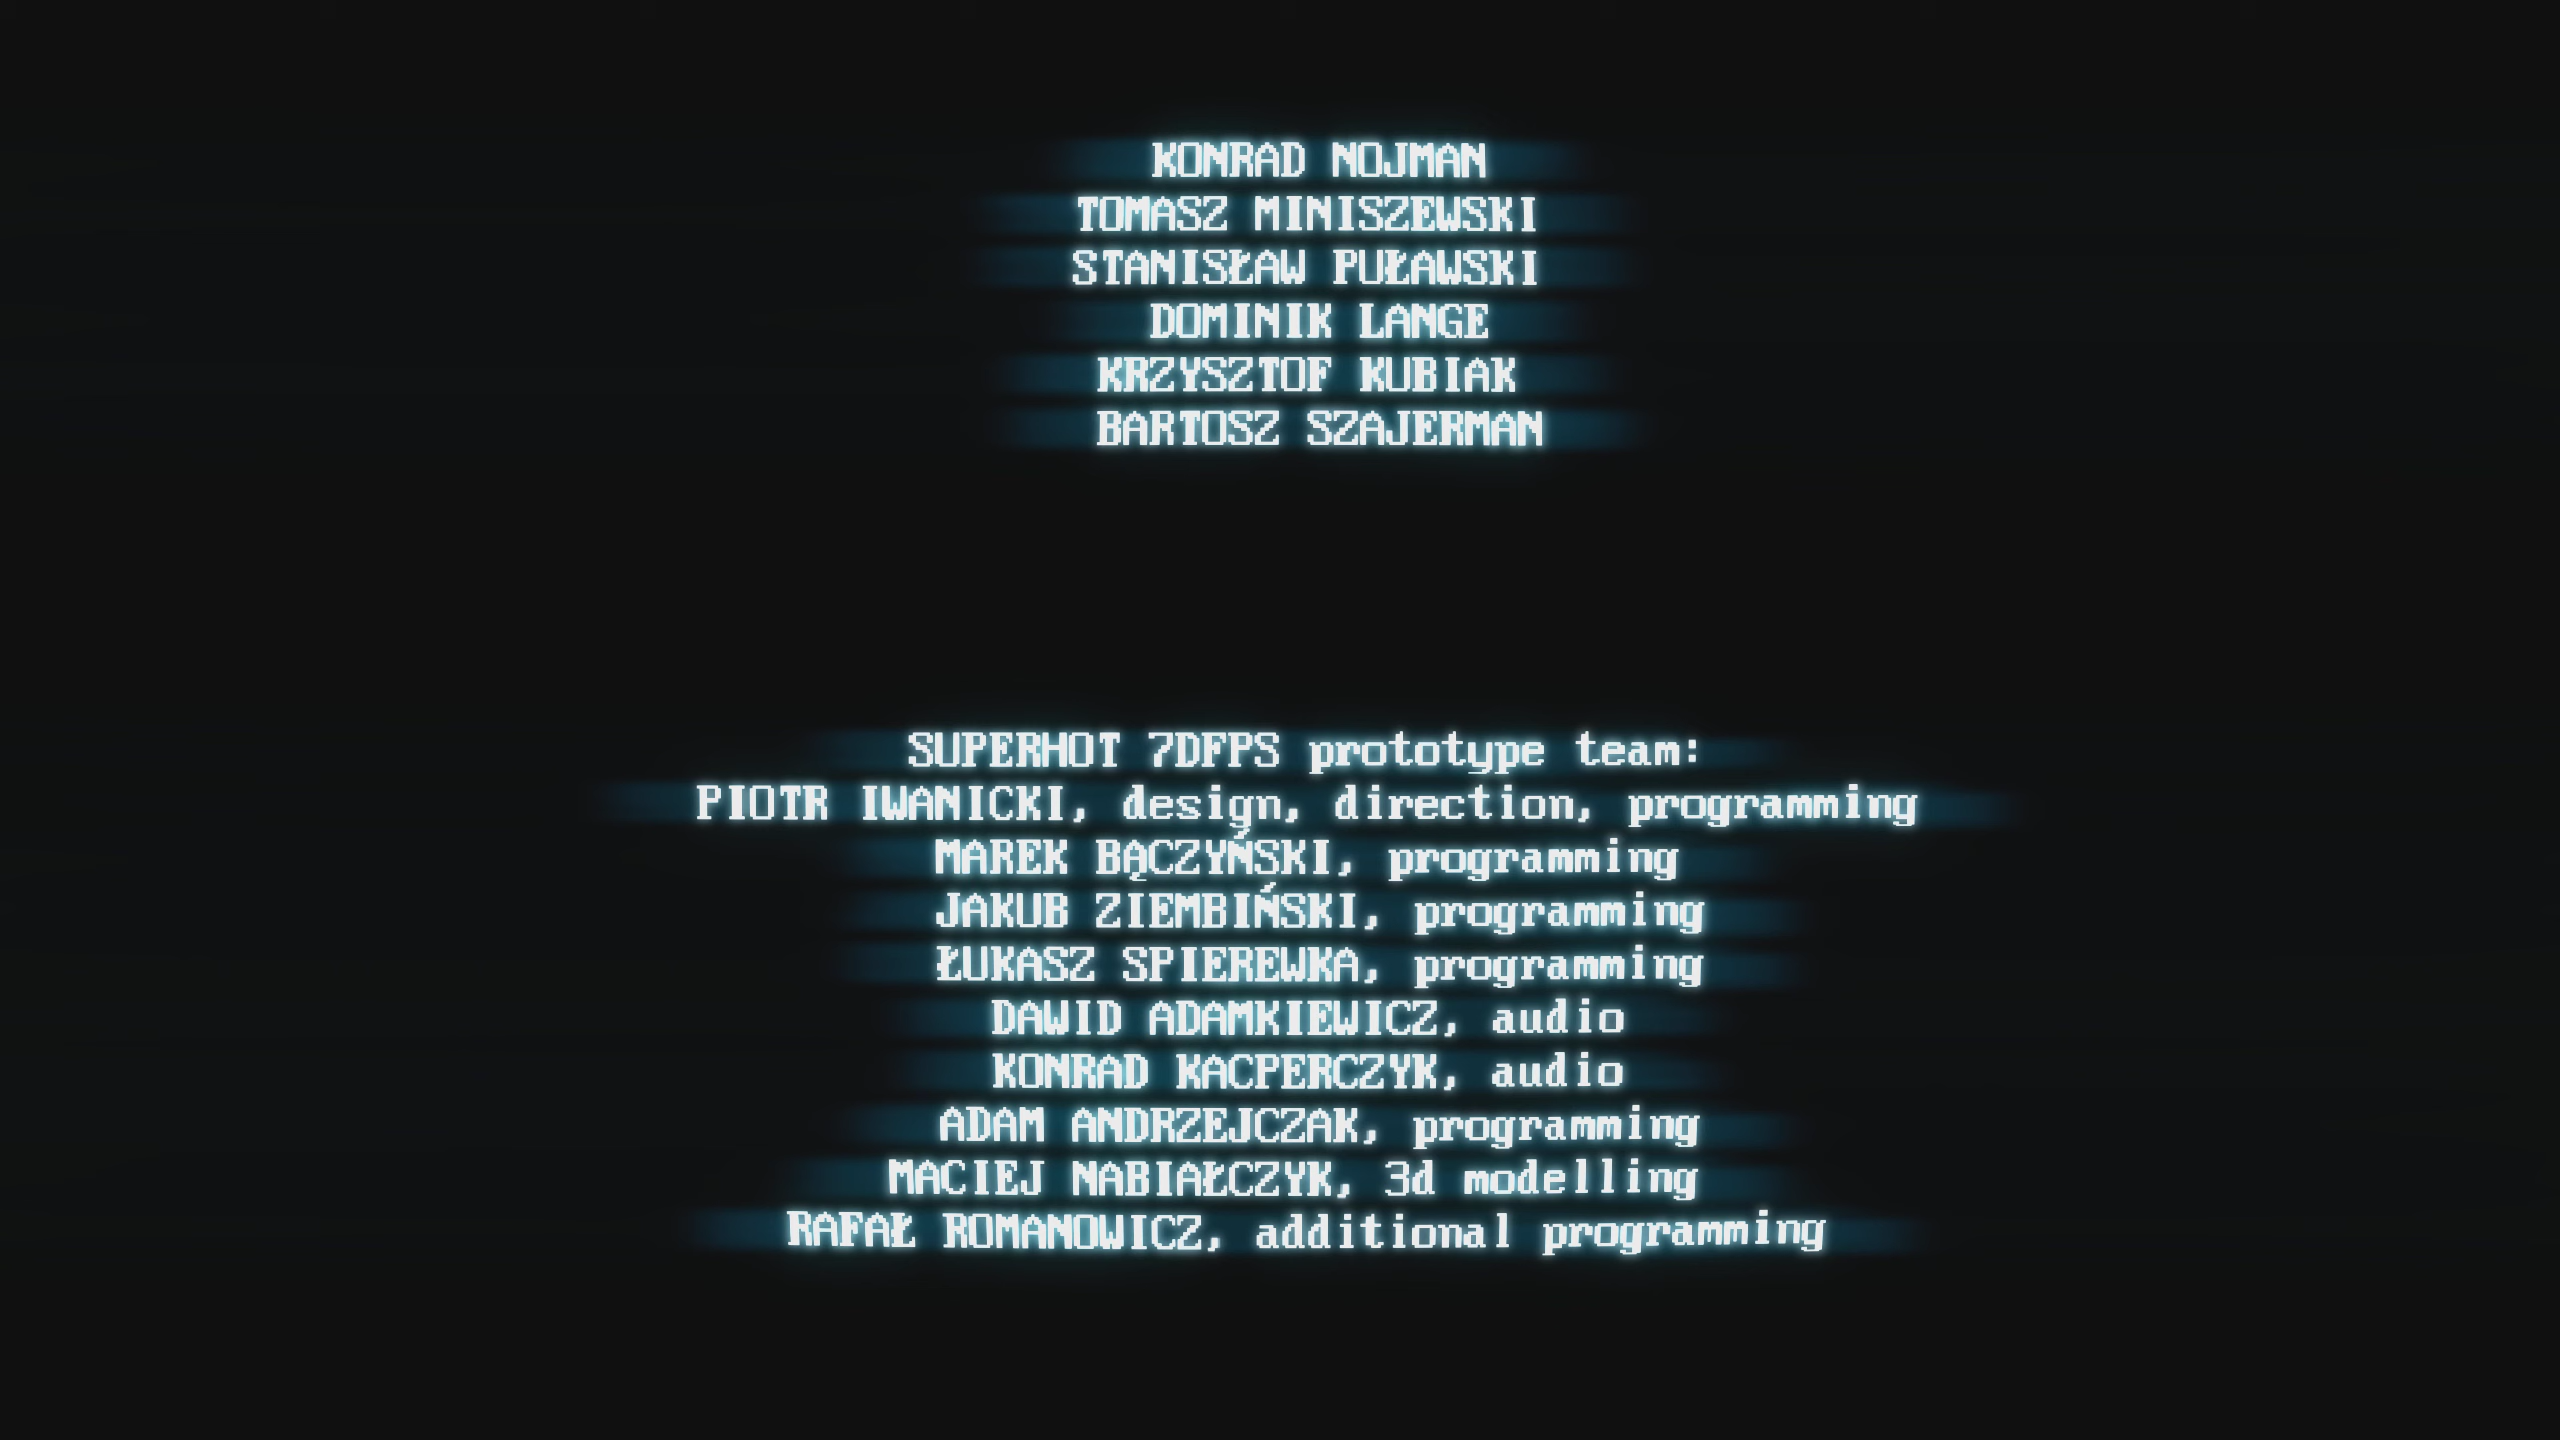 KONRAD NOJMAN
TOMASZ MINISZEWSKI
STANISŁAW PUŁAWSKI
DOMINIK LANGE
KRZYSZTOF KUBIAK
BARTOSZ SZAJERMAN
SUPERHOT 7DFPS prototype team:
PIOTR IWANICKI, design, direction, programming
MAREK BĄCZYŃSKI, programming
JAKUB ZIEMBIŃSKI, programming
ŁUKASZ SPIEREWKA, programming
DAWID ADAMKIEWICZ, audio
KONRAD KACPERCZYK, audio
ADAM ANDRZEJCZAK, programming
MACIEJ NABIAŁCZYK, 3d modelling
RAFAŁ ROMANOWICZ, additional programming